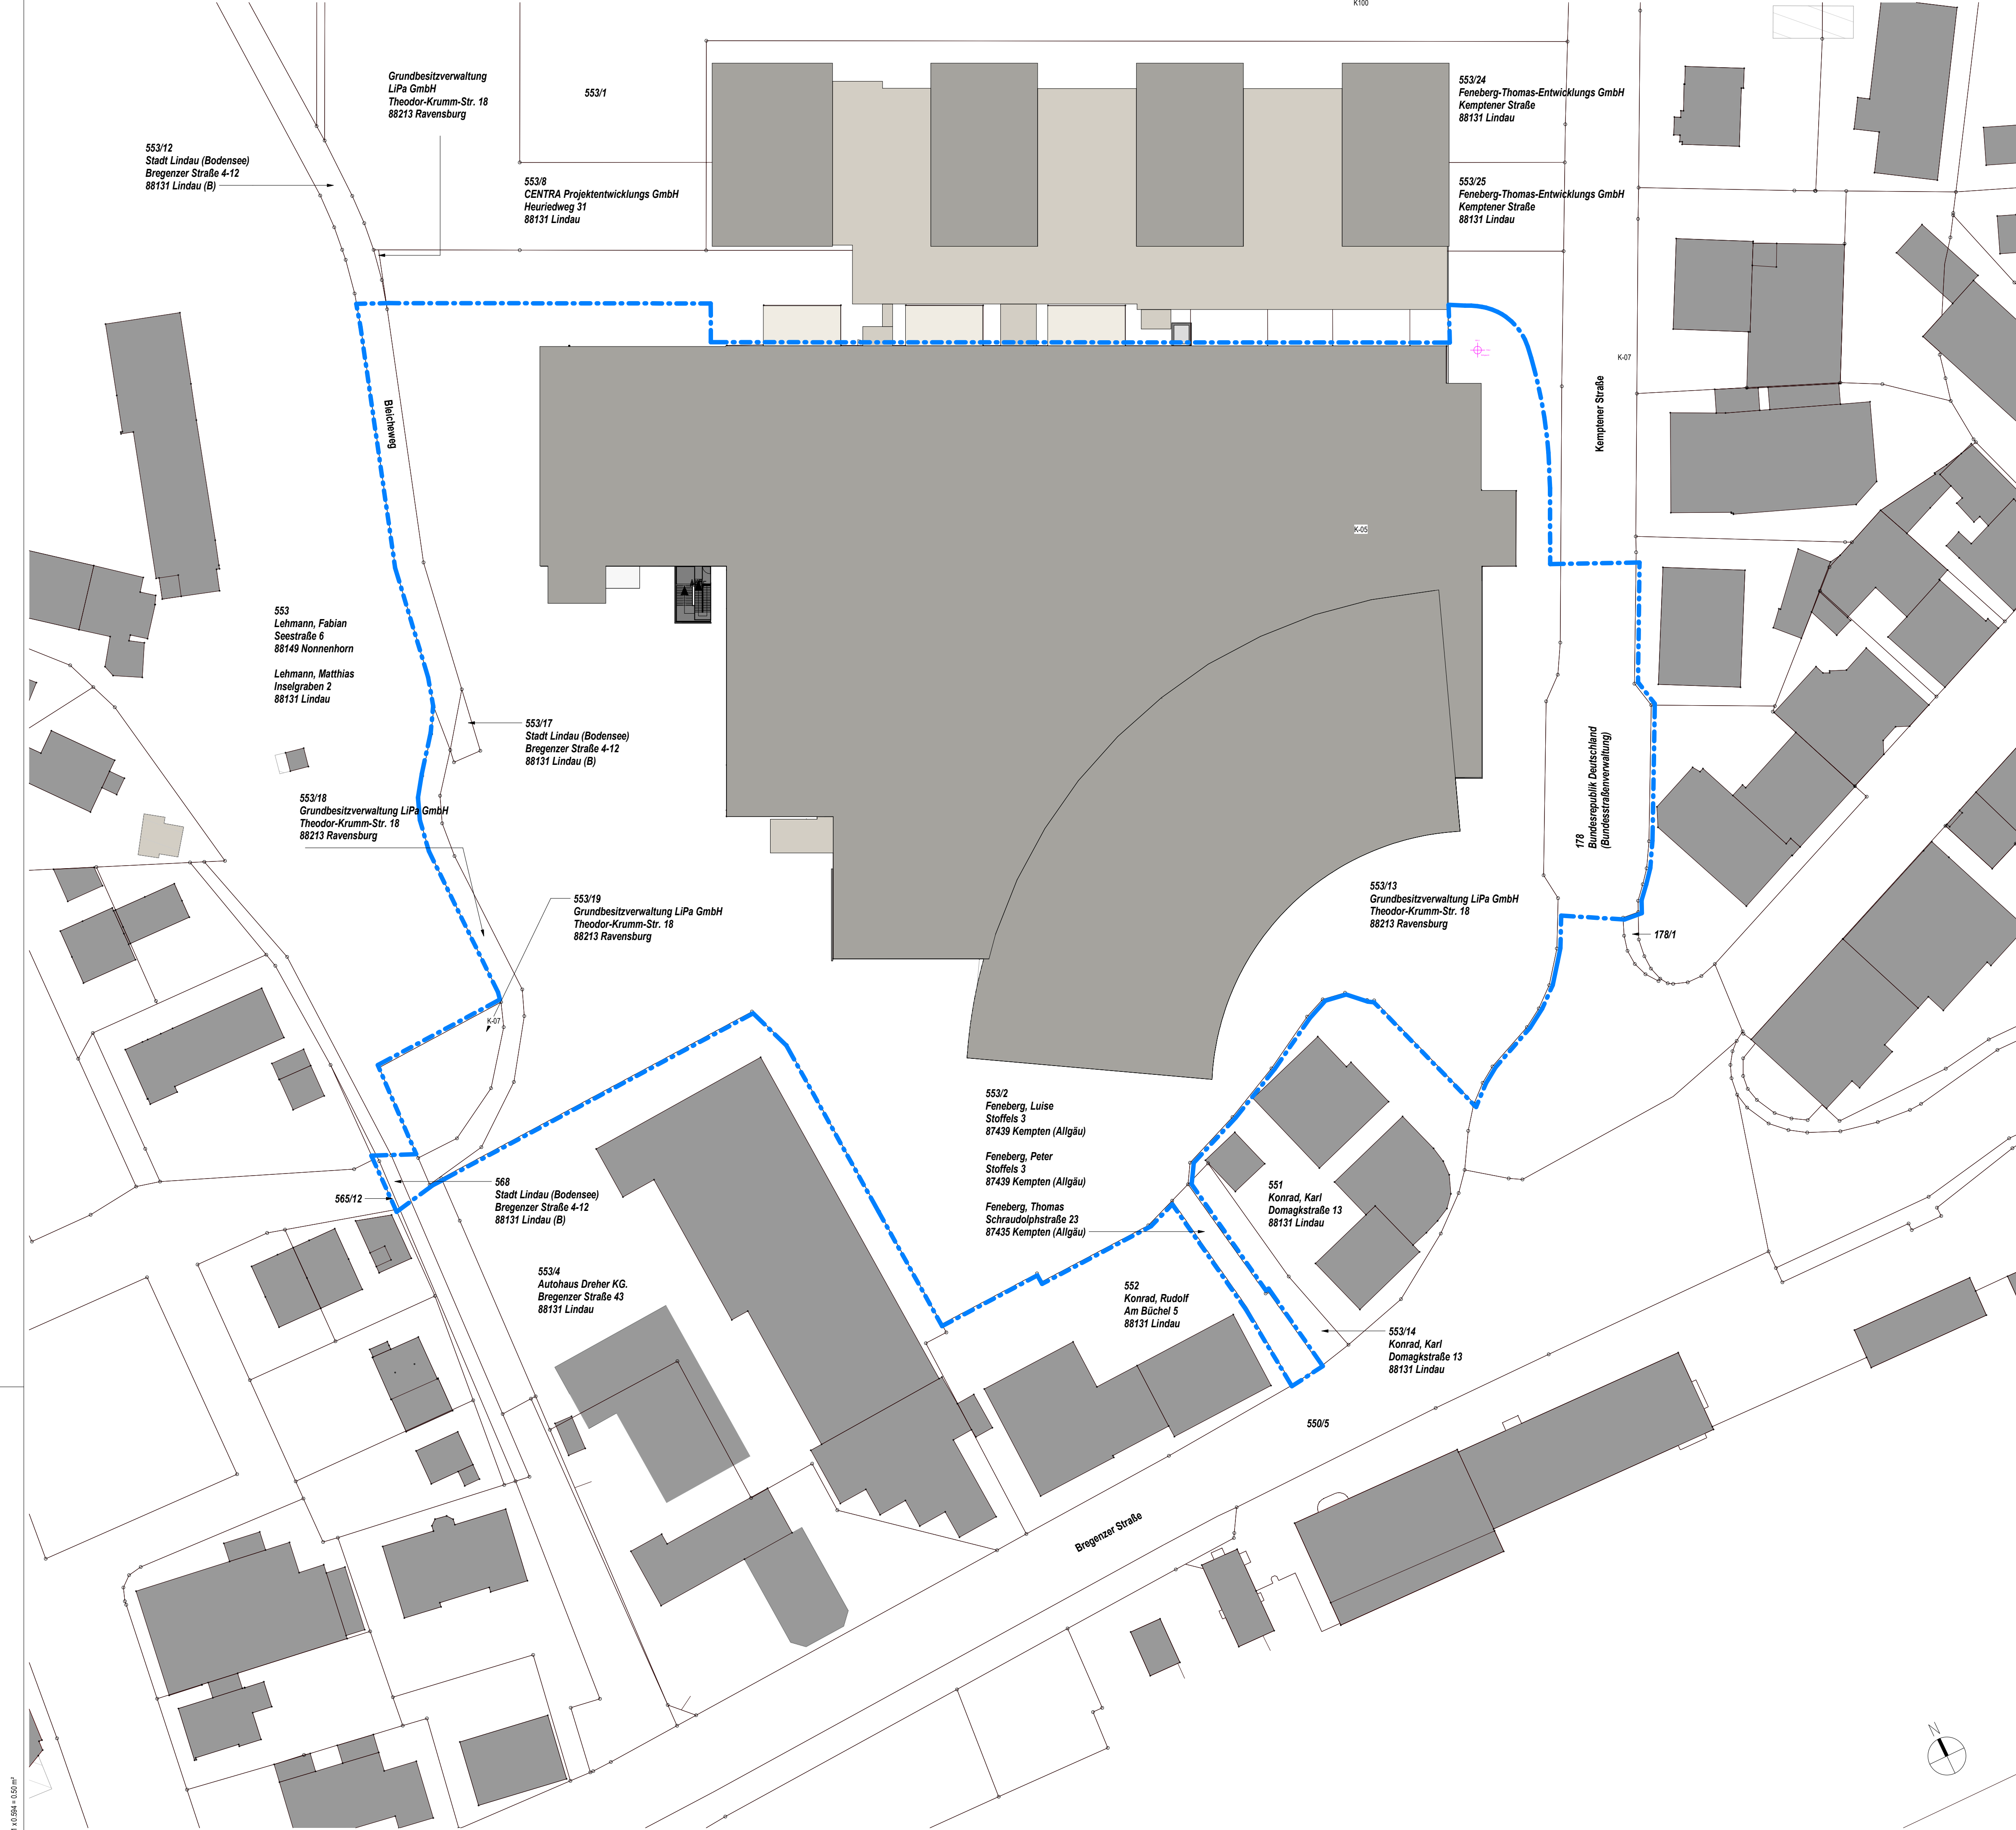 K100
Grundbesitzverwaltung
LiPa GmbH
Theodor-Krumm-Str. 18
88213 Ravensburg
553/1
553/24
Feneberg-Thomas-Entwicklungs GmbH
Kemptener Straße
88131 Lindau
553/12
Stadt Lindau (Bodensee)
Bregenzer Straße 4-12
88131 Lindau (B)
553/8
CENTRA Projektentwicklungs GmbH
Heuriedweg 31
88131 Lindau
553/25
Feneberg-Thomas-Entwicklungs GmbH
Kemptener Straße
88131 Lindau
K-07
Bleicheweg
Kemptener Straße
K-05
553
Lehmann, Fabian
Seestraße 6
88149 Nonnenhorn
Lehmann, Matthias
Inselgraben 2
88131 Lindau
553/17
Stadt Lindau (Bodensee)
Bregenzer Straße 4-12
88131 Lindau (B)
178
Bundesrepublik Deutschland
(Bundesstraßenverwaltung)
553/18
Grundbesitzverwaltung LiPa GmbH
Theodor-Krumm-Str. 18
88213 Ravensburg
553/19
Grundbesitzverwaltung LiPa GmbH
Theodor-Krumm-Str. 18
88213 Ravensburg
553/13
Grundbesitzverwaltung LiPa GmbH
Theodor-Krumm-Str. 18
88213 Ravensburg
178/1
K-07
553/2
Feneberg, Luise
Stoffels 3
87439 Kempten (Allgäu)
Feneberg, Peter
Stoffels 3
87439 Kempten (Allgäu)
Feneberg, Thomas
Schraudolphstraße 23
87435 Kempten (Allgäu)
568
Stadt Lindau (Bodensee)
Bregenzer Straße 4-12
88131 Lindau (B)
565/12
551
Konrad, Karl
Domagkstraße 13
88131 Lindau
553/4
Autohaus Dreher KG.
Bregenzer Straße 43
88131 Lindau
552
Konrad, Rudolf
Am Büchel 5
88131 Lindau
553/14
Konrad, Karl
Domagkstraße 13
88131 Lindau
550/5
Bregenzer Straße
N
1 x 0.594 = 0.50 m²